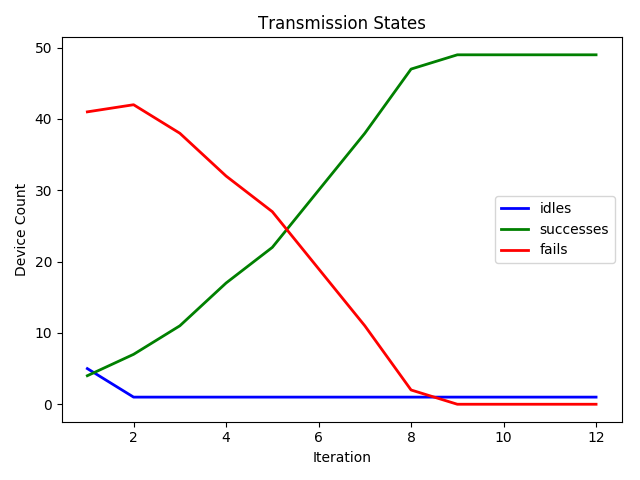 Transmission States
Device Count
50
40
30
20
10
0
idles
successes
fails
2
4
6
8
10
12
Iteration